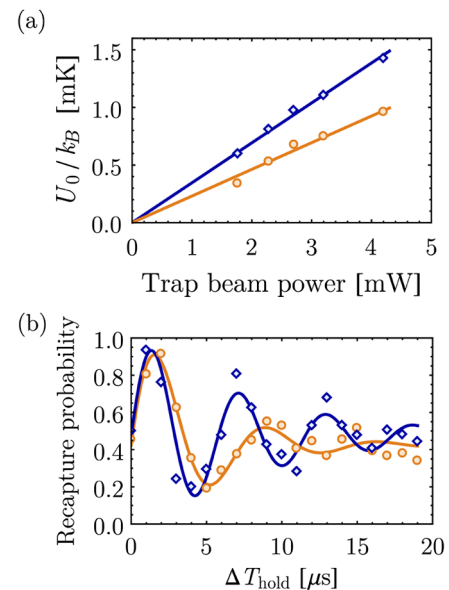 (a)
U₀/k_B [mK]
1.5
1.0
0.5
0.0
0 1 2 3 4 5
Trap beam power [mW]
(b)
Recapture probability
1.0
0.8
0.6
0.4
0.2
0.0
0 5 10 15 20
Δ T_hold [μs]